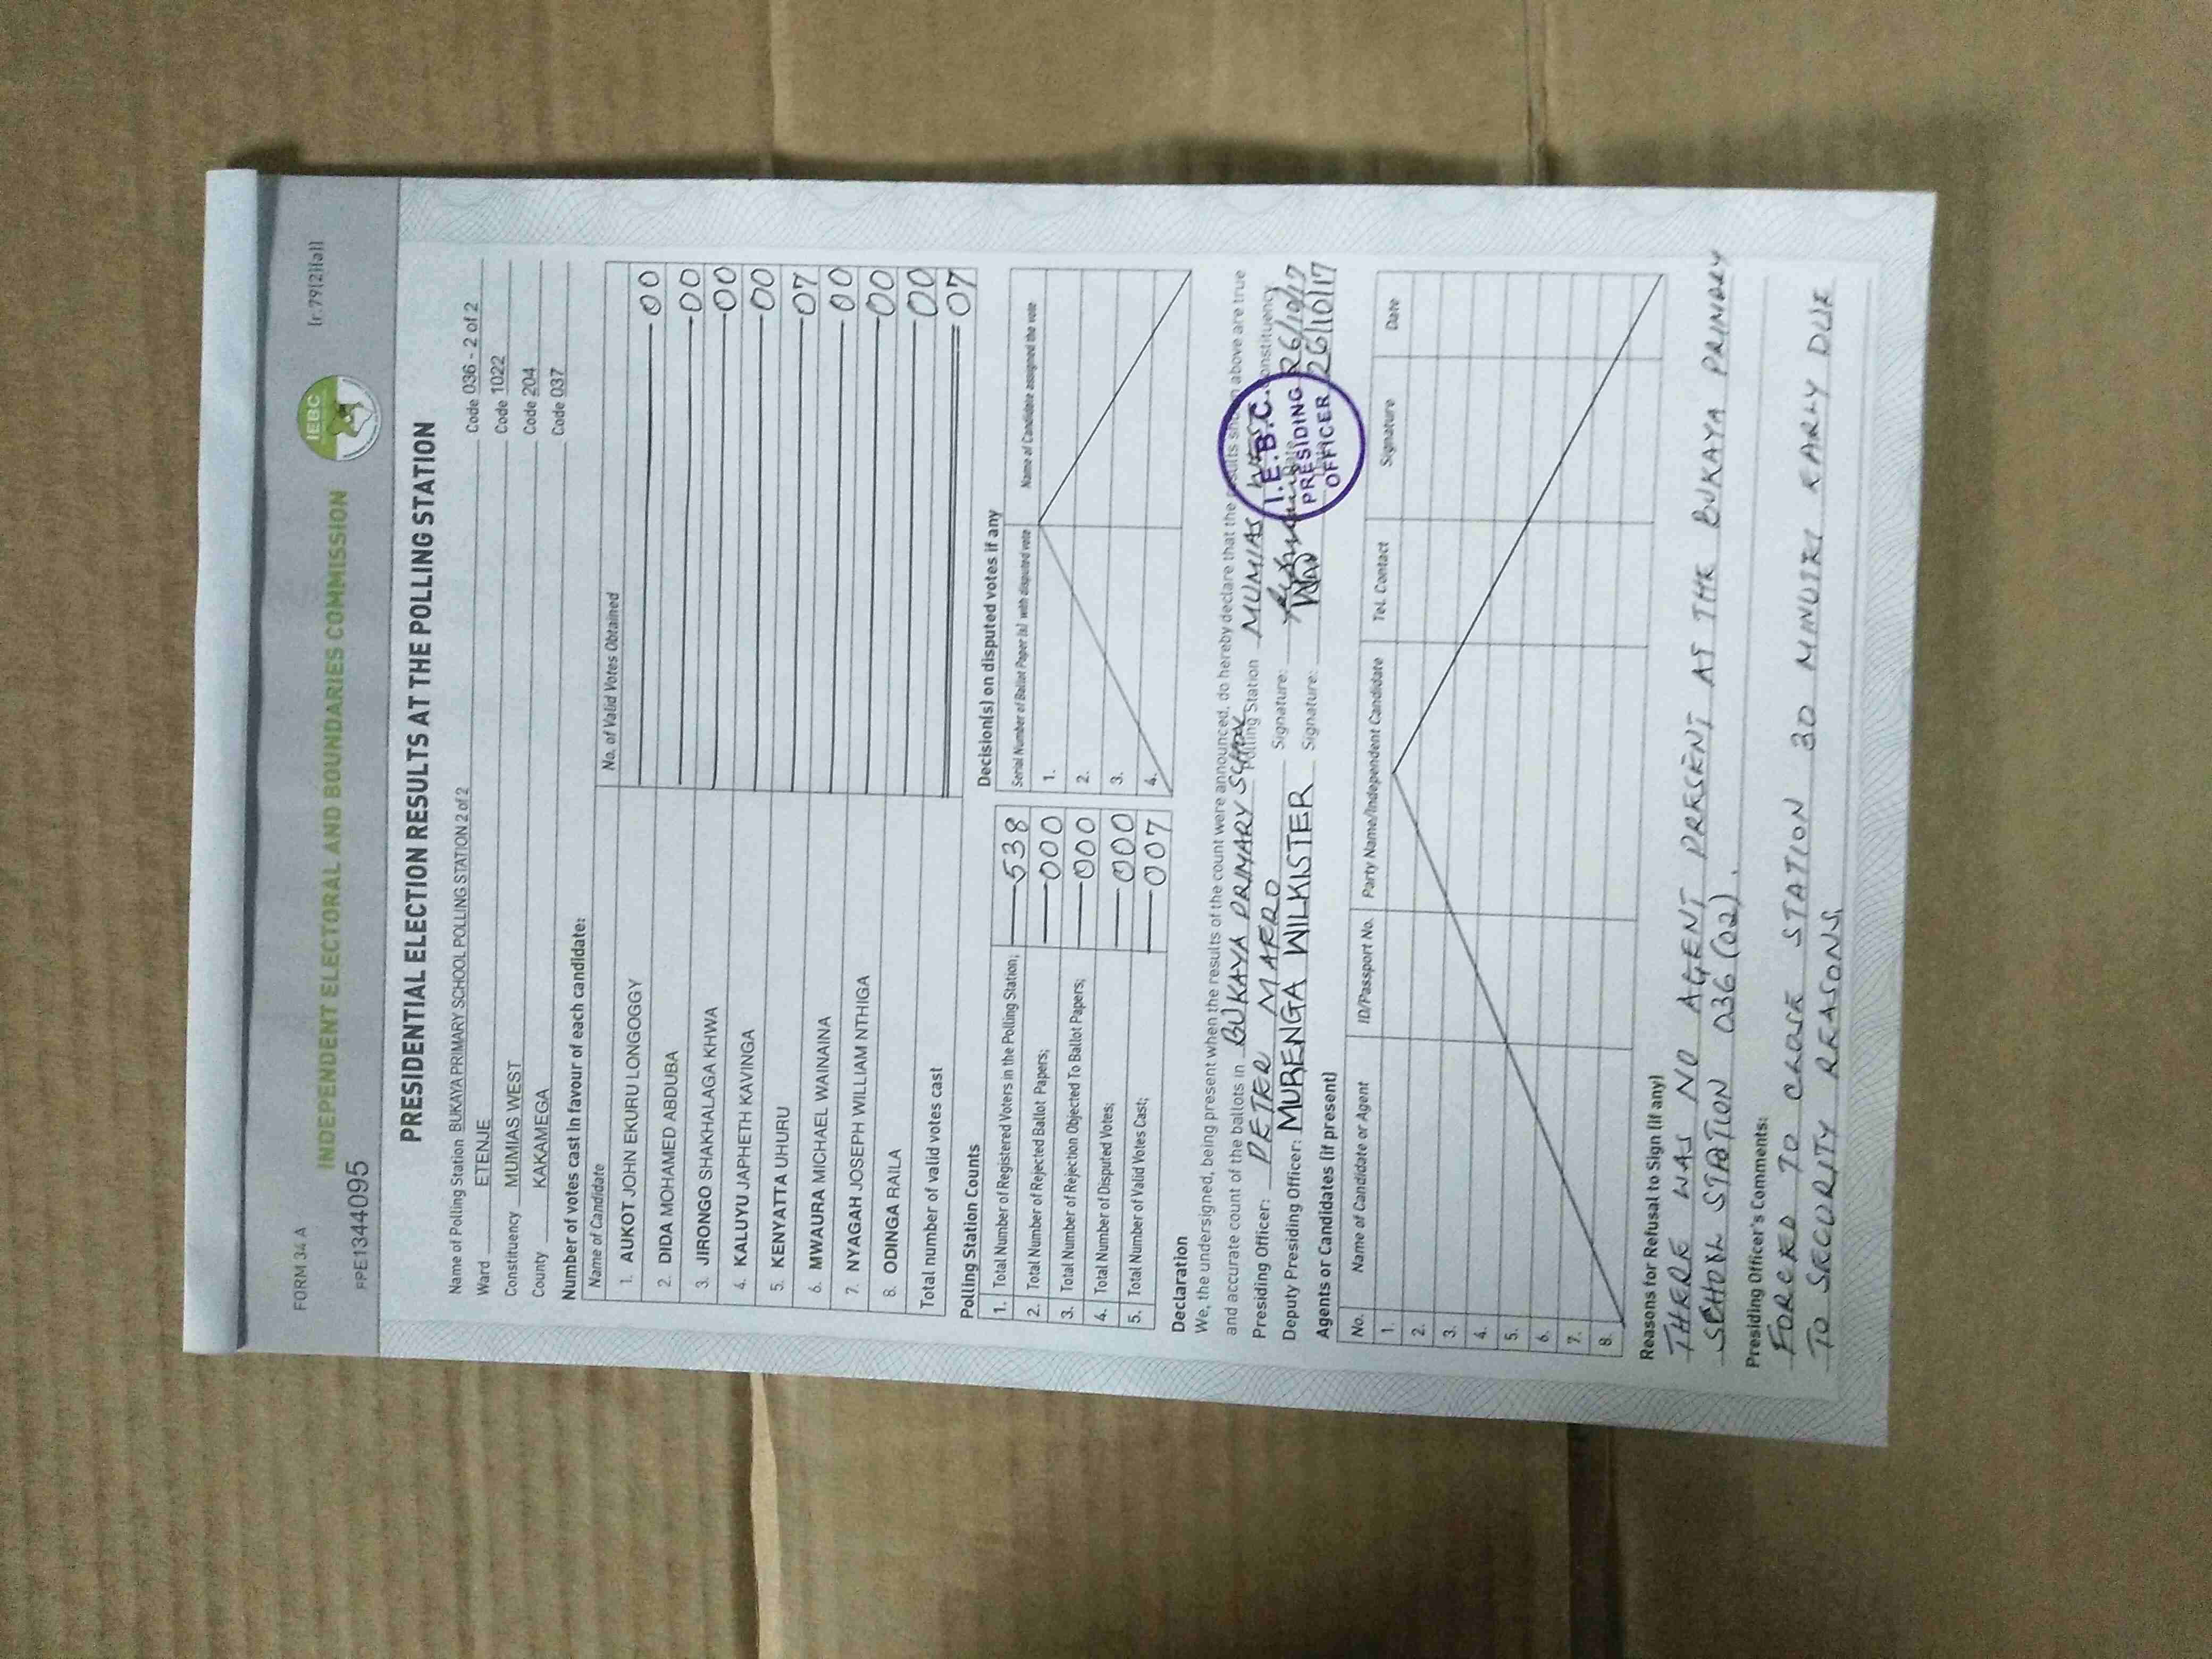 FORM 34 A
[r.79(2)(a)]
INDEPENDENT ELECTORAL AND BOUNDARIES COMMISSION
IEBC
PPE1344095
PRESIDENTIAL ELECTION RESULTS AT THE POLLING STATION
Name of Polling Station BUKAYA PRIMARY SCHOOL POLLING STATION 2 of 2 Code 036 - 2 of 2
Ward ETENJE Code 1022
Constituency MUMIAS WEST Code 204
County KAKAMEGA Code 037
Number of votes cast in favour of each candidate:
Name of Candidate No. of Valid Votes Obtained
1. AUKOT JOHN EKURU LONGOGGY 00
2. DIDA MOHAMED ABDUBA 00
3. JIRONGO SHAKHALAGA KHWA 00
4. KALUYU JAPHETH KAVINGA 00
5. KENYATTA UHURU 07
6. MWAURA MICHAEL WAINAINA 00
7. NYAGAH JOSEPH WILLIAM NTHIGA 00
8. ODINGA RAILA 00
Total number of valid votes cast 07
Polling Station Counts
1. Total Number of Registered Voters in the Polling Station; 538
2. Total Number of Rejected Ballot Papers; 000
3. Total Number of Rejection Objected To Ballot Papers; 000
4. Total Number of Disputed Votes; 000
5. Total Number of Valid Votes Cast; 007
Decision(s) on disputed votes if any
Serial Number of Ballot Paper(s) with disputed vote Name of Candidate assigned the vote
1.
2.
3.
4.
Declaration
We, the undersigned, being present when the results of the count were announced, do hereby declare that the results shown above are true
and accurate count of the ballots in BUKAYA PRIMARY SCHOOL Polling Station MUMIAS WEST Constituency
Presiding Officer: PETER MAERO Signature: Date 26/10/17
Deputy Presiding Officer: MURENGA WILKISTER Signature: 26/10/17
I.E.B.C.
PRESIDING
OFFICER
Agents or Candidates (if present)
No. Name of Candidate or Agent ID/Passport No. Party Name/Independent Candidate Tel. Contact Signature Date
1.
2.
3.
4.
5.
6.
7.
8.
Reasons for Refusal to Sign (if any)
THERE WAS NO AGENT PRESENT AT THE BUKAYA PRIMARY
SCHOOL STATION 036 (02).
Presiding Officer's Comments:
FORCED TO CLOSE STATION 30 MINUTES EARLY DUE
TO SECURITY REASONS.